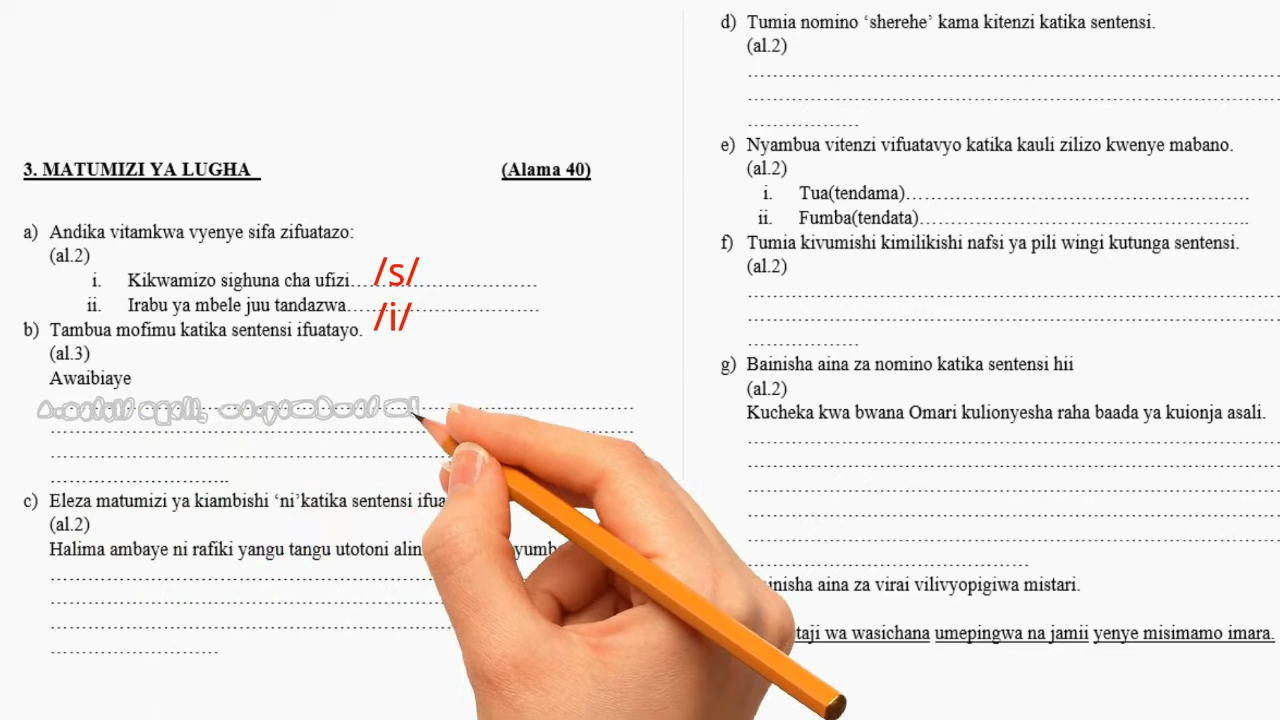 3. MATUMIZI YA LUGHA (Alama 40)
a) Andika vitamkwa vyenye sifa zifuatazo:
(al.2)
i. Kikwamizo sighuna cha ufizi /s/
ii. Irabu ya mbele juu tandazwa /i/
b) Tambua mofimu katika sentensi ifuatayo.
(al.3)
Awaibiaye
c) Eleza matumizi ya kiambishi ‘ni’katika sentensi
(al.2)
Halima ambaye ni rafiki yangu tangu utotoni
d) Tumia nomino ‘sherehe’ kama kitenzi katika sentensi.
(al.2)
e) Nyambua vitenzi vifuatavyo katika kauli zilizo kwenye mabano.
(al.2)
i. Tua(tendama)
ii. Fumba(tendata)
f) Tumia kivumishi kimilikishi nafsi ya pili wingi kutunga sentensi.
(al.2)
g) Bainisha aina za nomino katika sentensi hii
(al.2)
Kucheka kwa bwana Omari kulionyesha raha baada ya kuionja asali.
aina za virai vilivyopigiwa mistari.
wa wasichana umepingwa na jamii yenye misimamo imara.